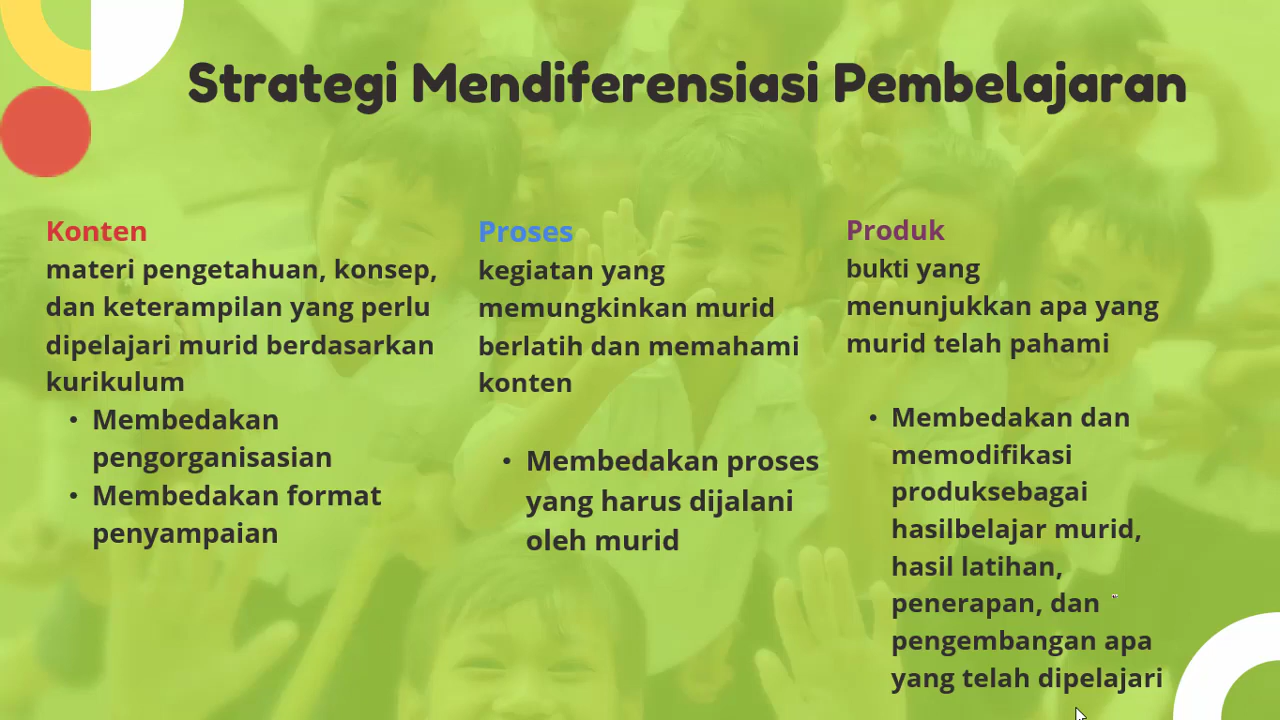 Strategi Mendiferensiasi Pembelajaran
Konten
materi pengetahuan, konsep,
dan keterampilan yang perlu
dipelajari murid berdasarkan
kurikulum
• Membedakan
pengorganisasian
• Membedakan format
penyampaian
Proses
kegiatan yang
memungkinkan murid
berlatih dan memahami
konten
• Membedakan proses
yang harus dijalani
oleh murid
Produk
bukti yang
menunjukkan apa yang
murid telah pahami
• Membedakan dan
memodifikasi
produksebagai
hasilbelajar murid,
hasil latihan,
penerapan, dan
pengembangan apa
yang telah dipelajari